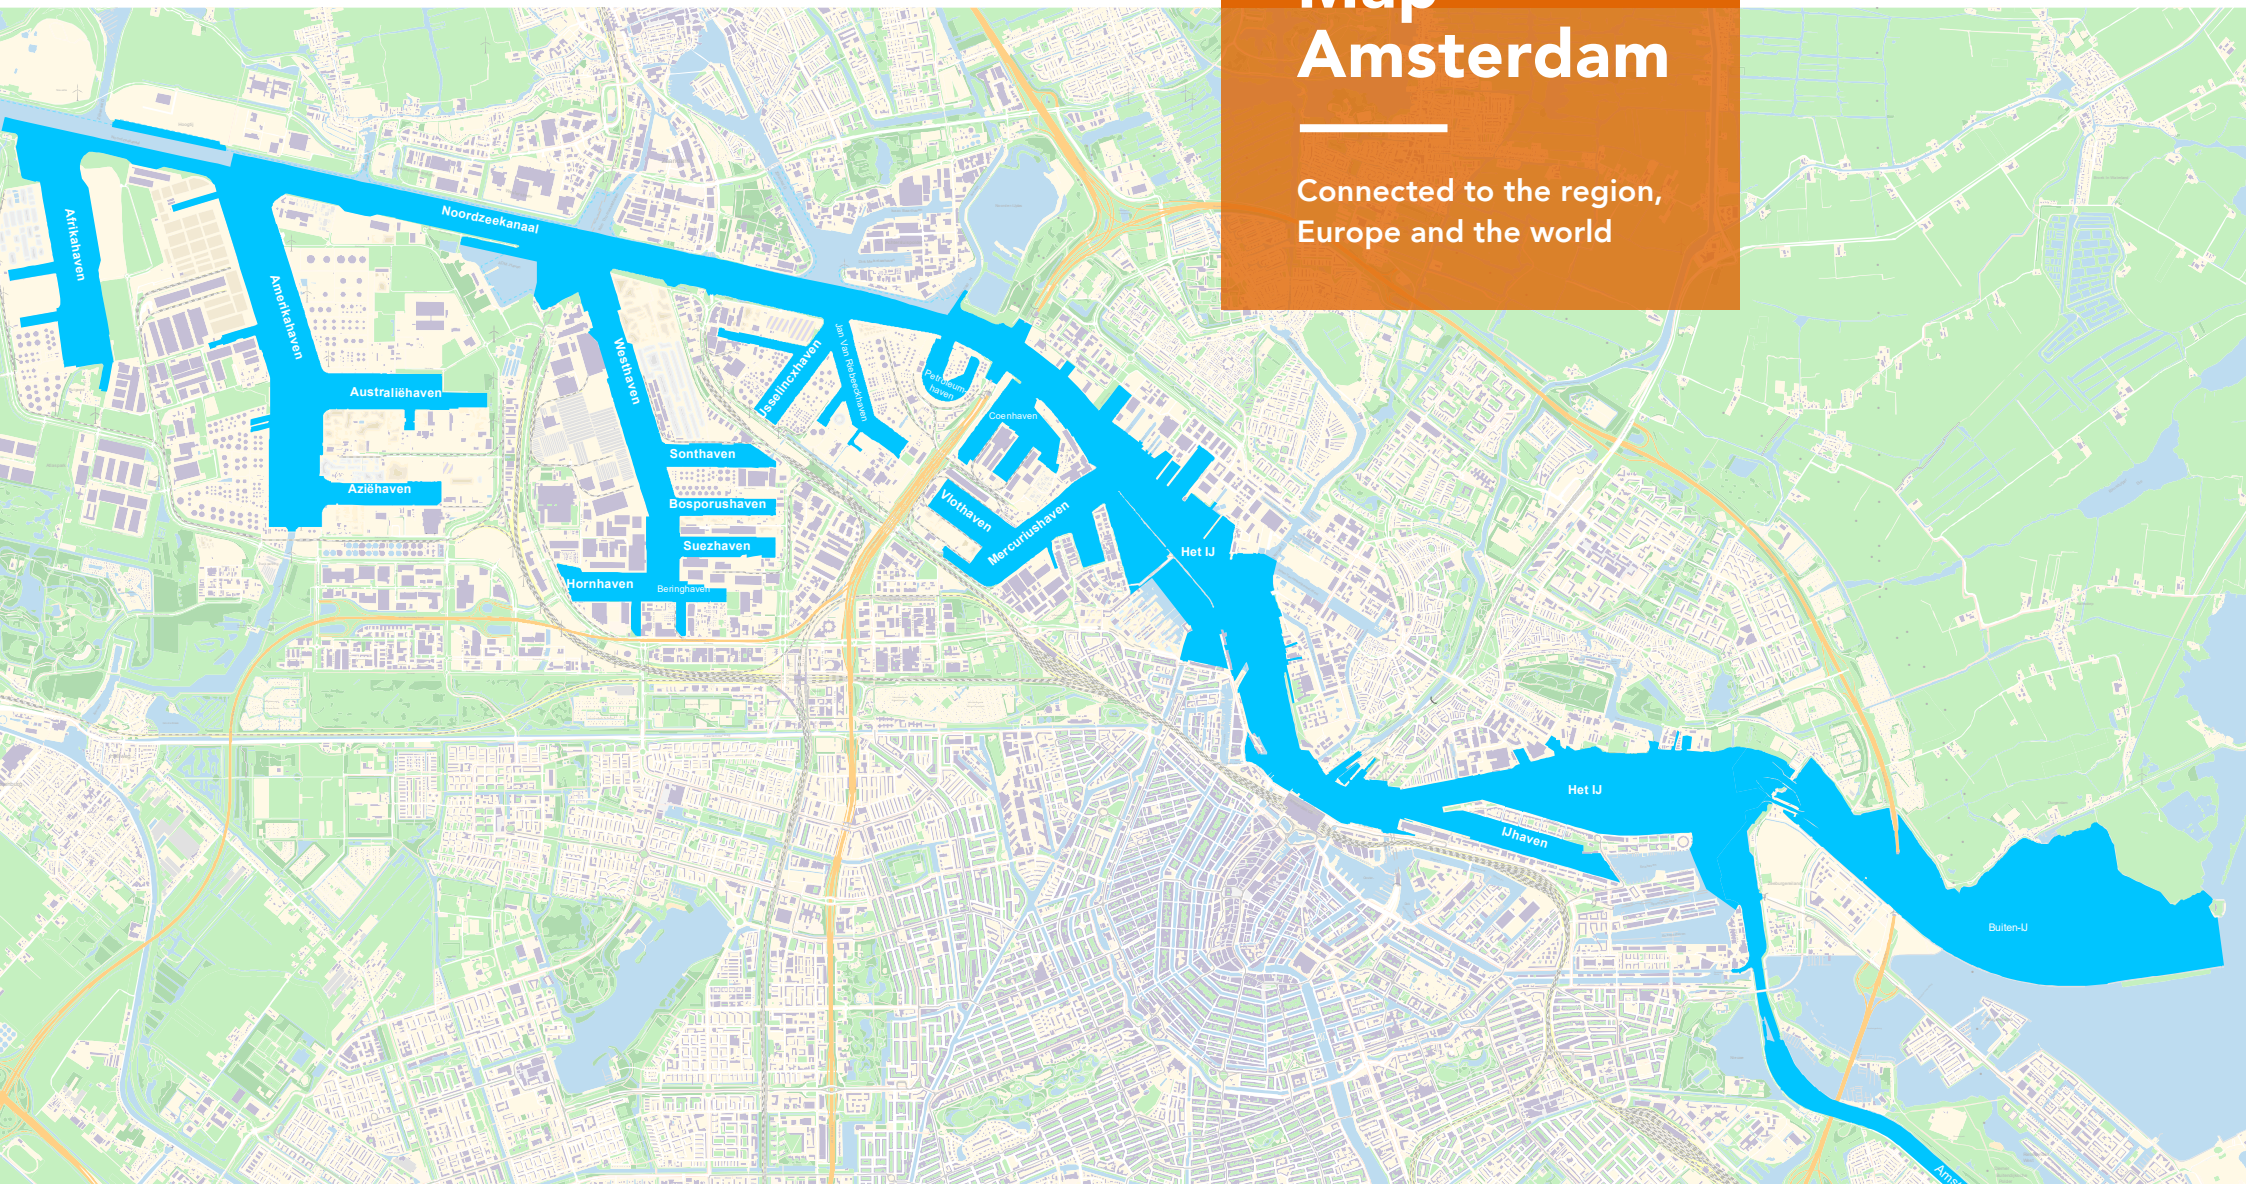 Map
Amsterdam
Connected to the region,
Europe and the world
Noordzeekanaal
Afrikahaven
Amerikahaven
Australiëhaven
Aziëhaven
Westhaven
Sonthaven
Bosporushaven
Suezhaven
Hornhaven
Beringhaven
IJsselincxhaven
Jan Van Riebeeckhaven
Petroleum-
haven
Coenhaven
Vlothaven
Mercuriushaven
Het IJ
Het IJ
IJhaven
Buiten-IJ